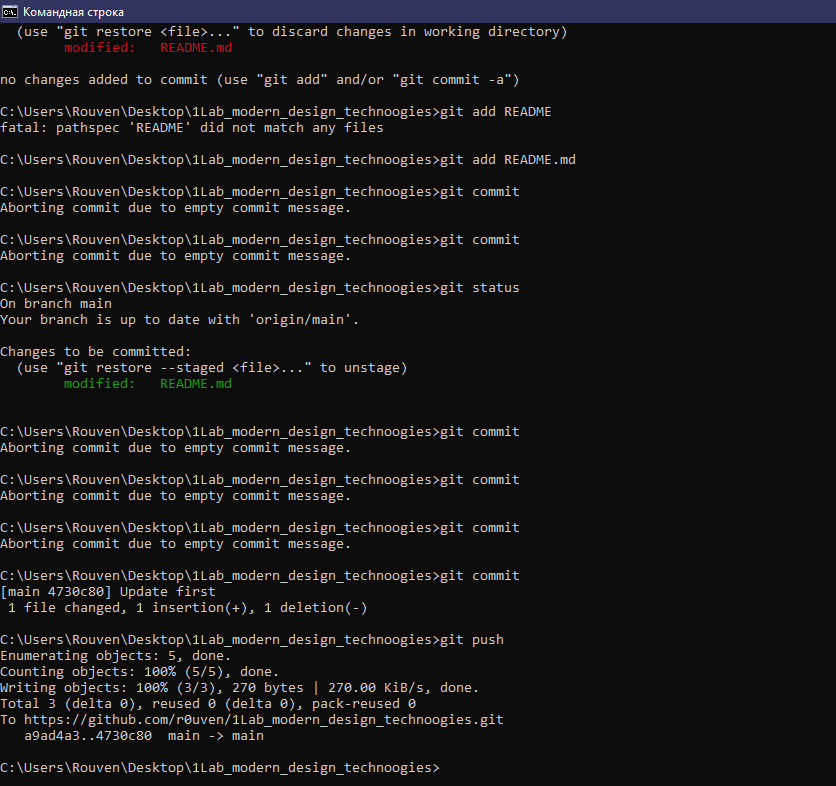 Командная строка
(use "git restore <file>..." to discard changes in working directory)
modified:   README.md
no changes added to commit (use "git add" and/or "git commit -a")
C:\Users\Rouven\Desktop\1Lab_modern_design_technoogies>git add README
fatal: pathspec 'README' did not match any files
C:\Users\Rouven\Desktop\1Lab_modern_design_technoogies>git add README.md
C:\Users\Rouven\Desktop\1Lab_modern_design_technoogies>git commit
Aborting commit due to empty commit message.
C:\Users\Rouven\Desktop\1Lab_modern_design_technoogies>git commit
Aborting commit due to empty commit message.
C:\Users\Rouven\Desktop\1Lab_modern_design_technoogies>git status
On branch main
Your branch is up to date with 'origin/main'.
Changes to be committed:
(use "git restore --staged <file>..." to unstage)
modified:   README.md
C:\Users\Rouven\Desktop\1Lab_modern_design_technoogies>git commit
Aborting commit due to empty commit message.
C:\Users\Rouven\Desktop\1Lab_modern_design_technoogies>git commit
Aborting commit due to empty commit message.
C:\Users\Rouven\Desktop\1Lab_modern_design_technoogies>git commit
Aborting commit due to empty commit message.
C:\Users\Rouven\Desktop\1Lab_modern_design_technoogies>git commit
[main 4730c80] Update first
1 file changed, 1 insertion(+), 1 deletion(-)
C:\Users\Rouven\Desktop\1Lab_modern_design_technoogies>git push
Enumerating objects: 5, done.
Counting objects: 100% (5/5), done.
Writing objects: 100% (3/3), 270 bytes | 270.00 KiB/s, done.
Total 3 (delta 0), reused 0 (delta 0), pack-reused 0
To https://github.com/r0uven/1Lab_modern_design_technoogies.git
a9ad4a3..4730c80  main -> main
C:\Users\Rouven\Desktop\1Lab_modern_design_technoogies>